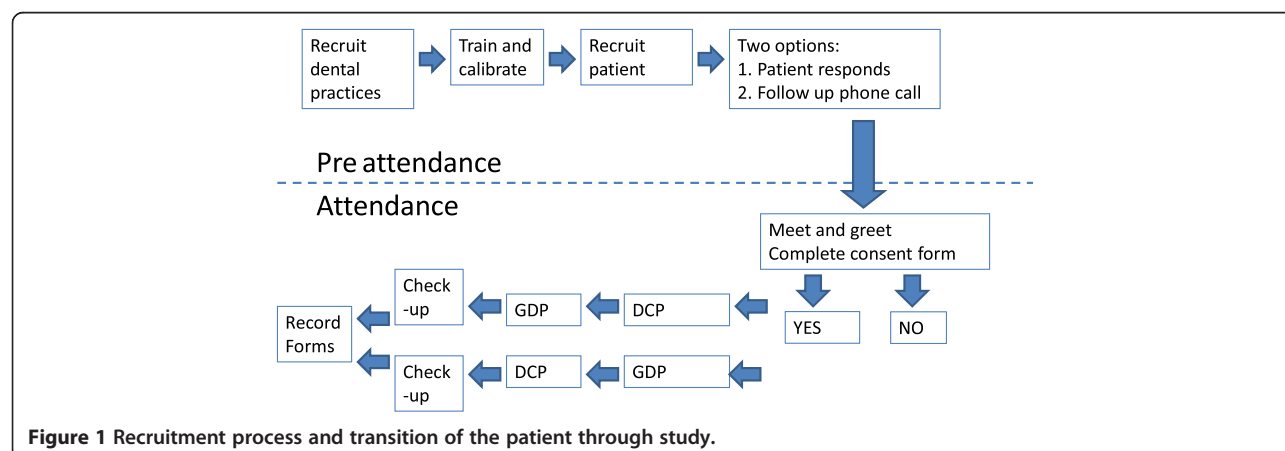 Recruit
dental
practices
Train and
calibrate
Recruit
patient
Two options:
1. Patient responds
2. Follow up phone call
Pre attendance
Attendance
Meet and greet
Complete consent form
YES
NO
DCP
GDP
Check
-up
GDP
DCP
Check
-up
Record
Forms
Figure 1 Recruitment process and transition of the patient through study.